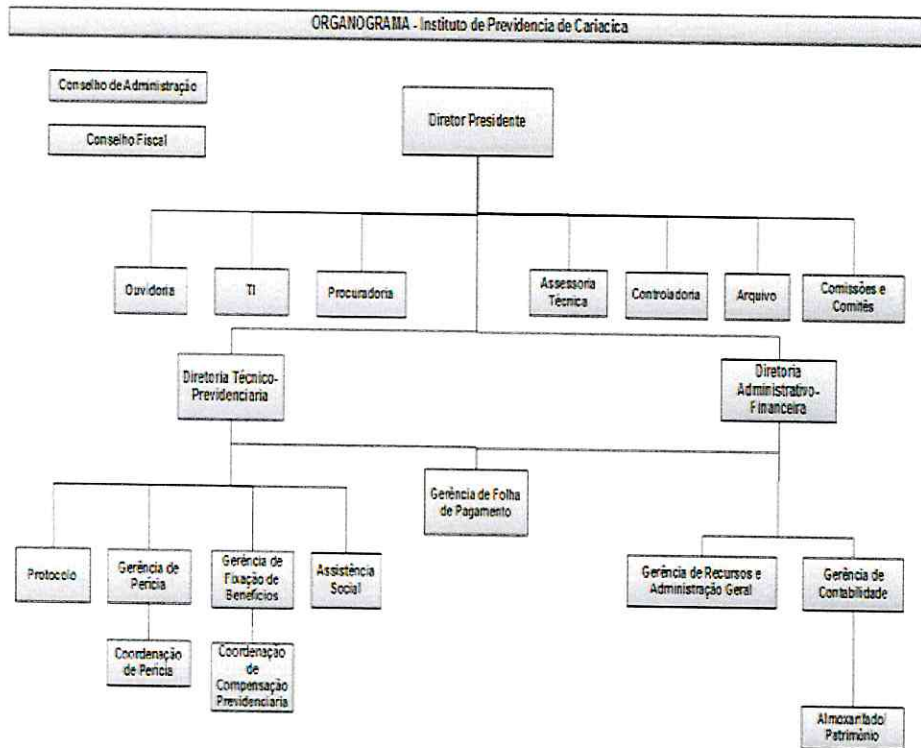 ORGANOGRAMA - Instituto de Previdencia de Cariacica
Conselho de Administração
Conselho Fiscal
Diretor Presidente
Ouvidoria
TI
Procuradoria
Assessoria
Técnica
Controladoria
Arquivo
Comissões e
Comitês
Diretoria Técnico-
Previdenciaria
Diretoria
Administrativo-
Financeira
Gerência de Folha
de Pagamento
Protocolo
Gerência de
Perícia
Gerência de
Fixação de
Benefícios
Assistência
Social
Gerência de Recursos e
Administração Geral
Gerência de
Contabilidade
Coordenação
de Perícia
Coordenação
de
Compensação
Previdenciaria
Almoxarifado/
Patrimônio